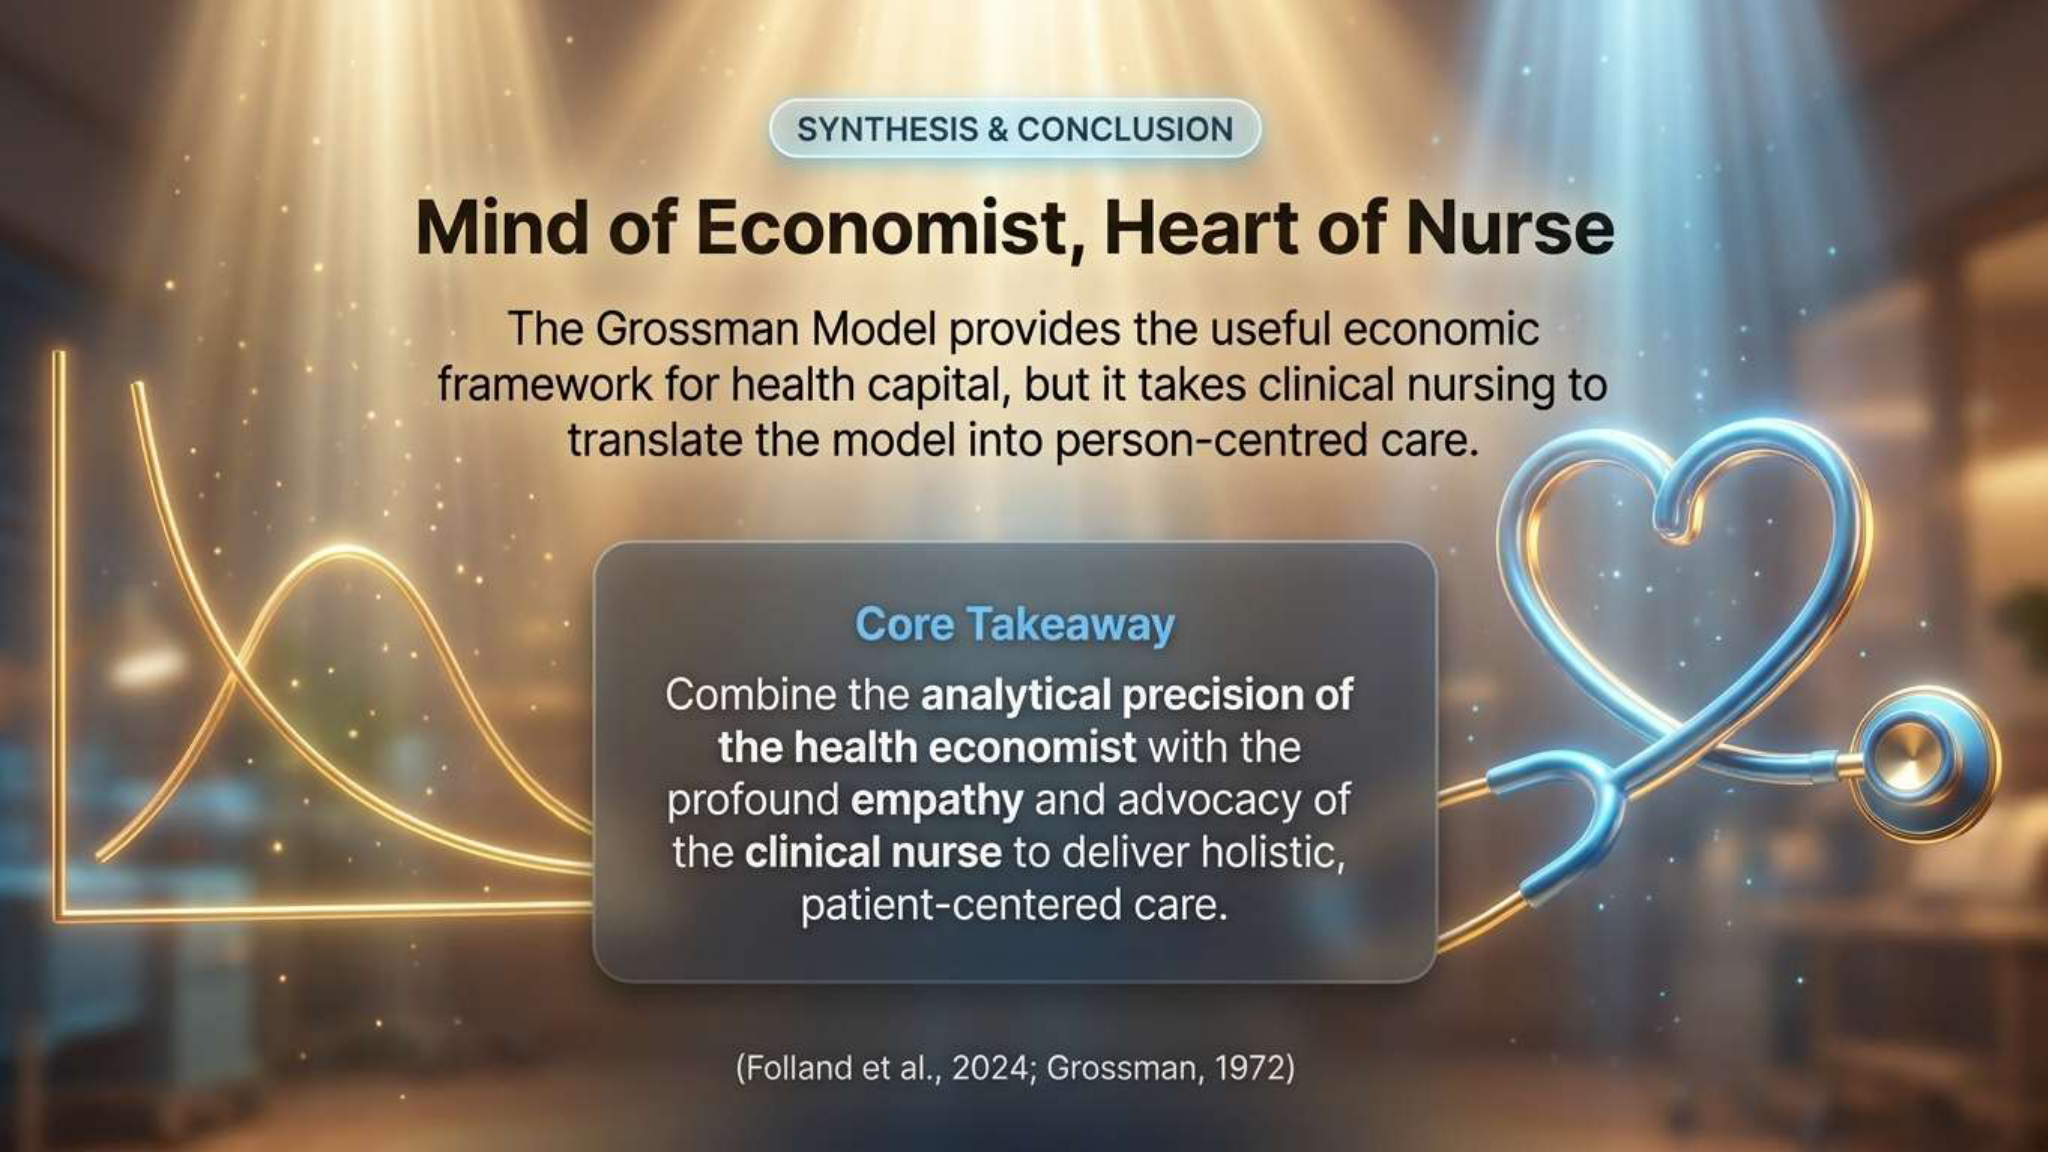 SYNTHESIS & CONCLUSION
Mind of Economist, Heart of Nurse
The Grossman Model provides the useful economic
framework for health capital, but it takes clinical nursing to
translate the model into person-centred care.
Core Takeaway
Combine the analytical precision of
the health economist with the
profound empathy and advocacy of
the clinical nurse to deliver holistic,
patient-centered care.
(Folland et al., 2024; Grossman, 1972)